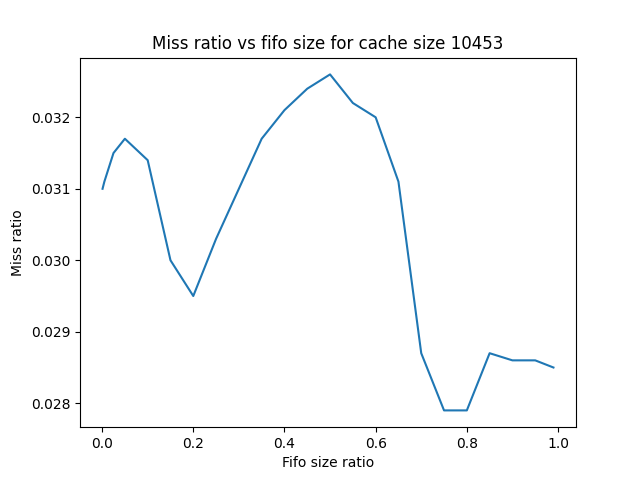 Miss ratio vs fifo size for cache size 10453
0.032
0.031
0.030
0.029
0.028
Miss ratio
0.0 0.2 0.4 0.6 0.8 1.0
Fifo size ratio